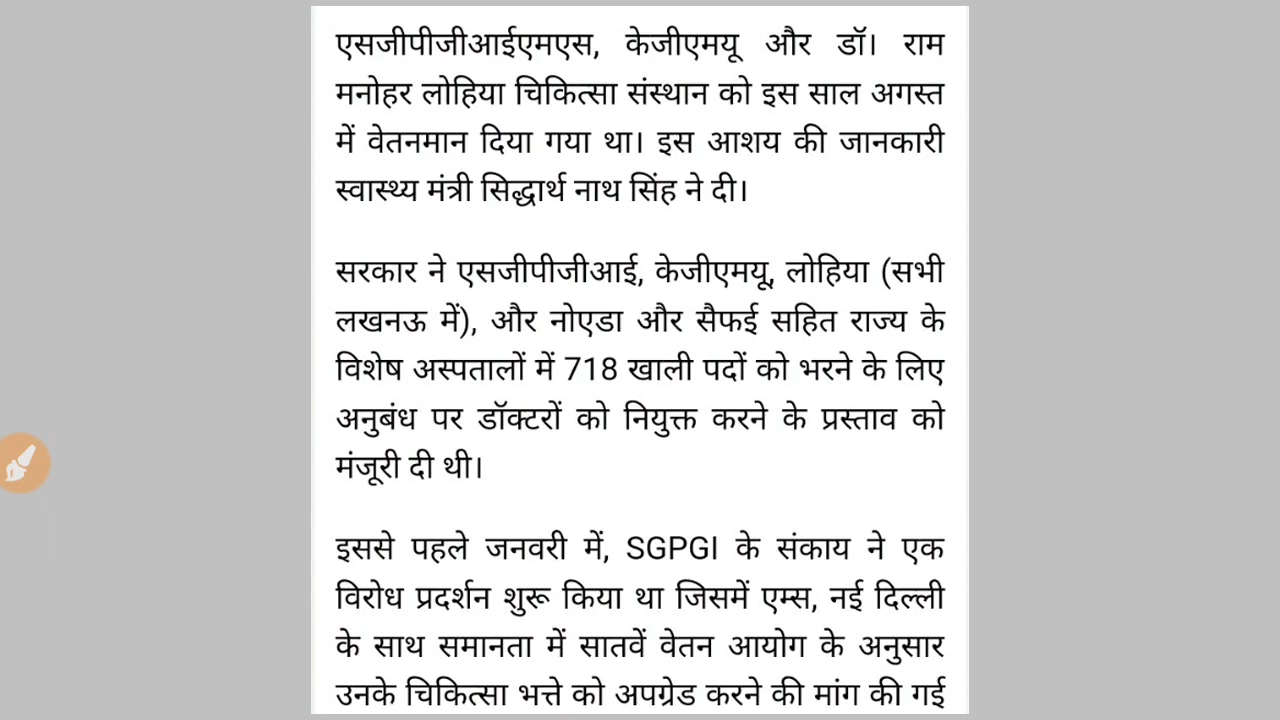 एसजीपीजीआईएमएस, केजीएमयू और डॉ। राम
मनोहर लोहिया चिकित्सा संस्थान को इस साल अगस्त
में वेतनमान दिया गया था। इस आशय की जानकारी
स्वास्थ्य मंत्री सिद्धार्थ नाथ सिंह ने दी।
सरकार ने एसजीपीजीआई, केजीएमयू, लोहिया (सभी
लखनऊ में), और नोएडा और सैफई सहित राज्य के
विशेष अस्पतालों में 718 खाली पदों को भरने के लिए
अनुबंध पर डॉक्टरों को नियुक्त करने के प्रस्ताव को
मंजूरी दी थी।
इससे पहले जनवरी में, SGPGI के संकाय ने एक
विरोध प्रदर्शन शुरू किया था जिसमें एम्स, नई दिल्ली
के साथ समानता में सातवें वेतन आयोग के अनुसार
उनके चिकित्सा भत्ते को अपग्रेड करने की मांग की गई